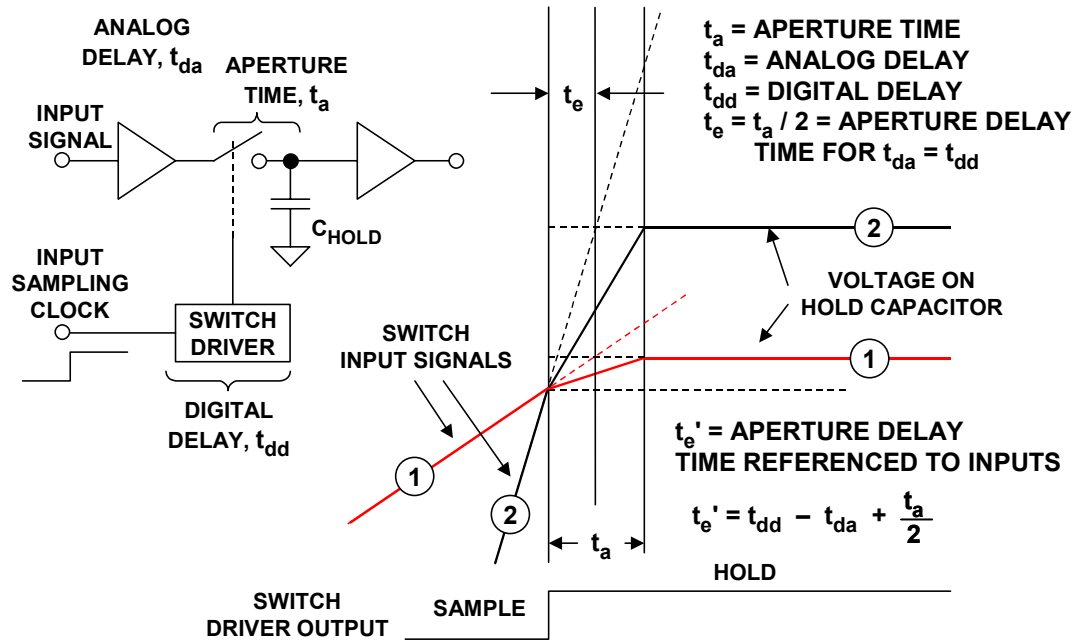 ANALOG
DELAY, tda
APERTURE
TIME, ta
INPUT
SIGNAL
CHOLD
INPUT
SAMPLING
CLOCK
SWITCH
DRIVER
DIGITAL
DELAY, tdd
te
ta = APERTURE TIME
tda = ANALOG DELAY
tdd = DIGITAL DELAY
te = ta / 2 = APERTURE DELAY
TIME FOR tda = tdd
2
VOLTAGE ON
HOLD CAPACITOR
1
SWITCH
INPUT SIGNALS
1
2
ta
te' = APERTURE DELAY
TIME REFERENCED TO INPUTS
te' = tdd – tda + ta/2
HOLD
SAMPLE
SWITCH
DRIVER OUTPUT